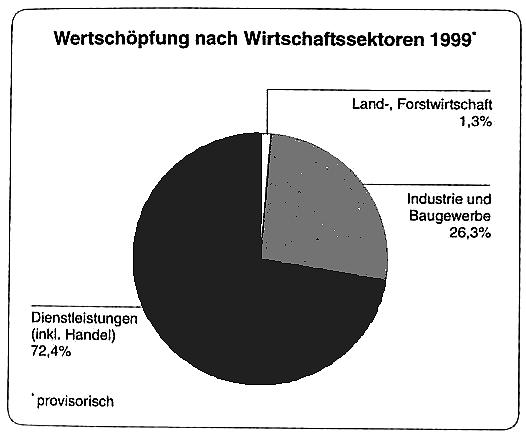 Wertschöpfung nach Wirtschaftssektoren 1999*
Land-, Forstwirtschaft
1,3%
Industrie und
Baugewerbe
26,3%
Dienstleistungen
(inkl. Handel)
72,4%
*provisorisch